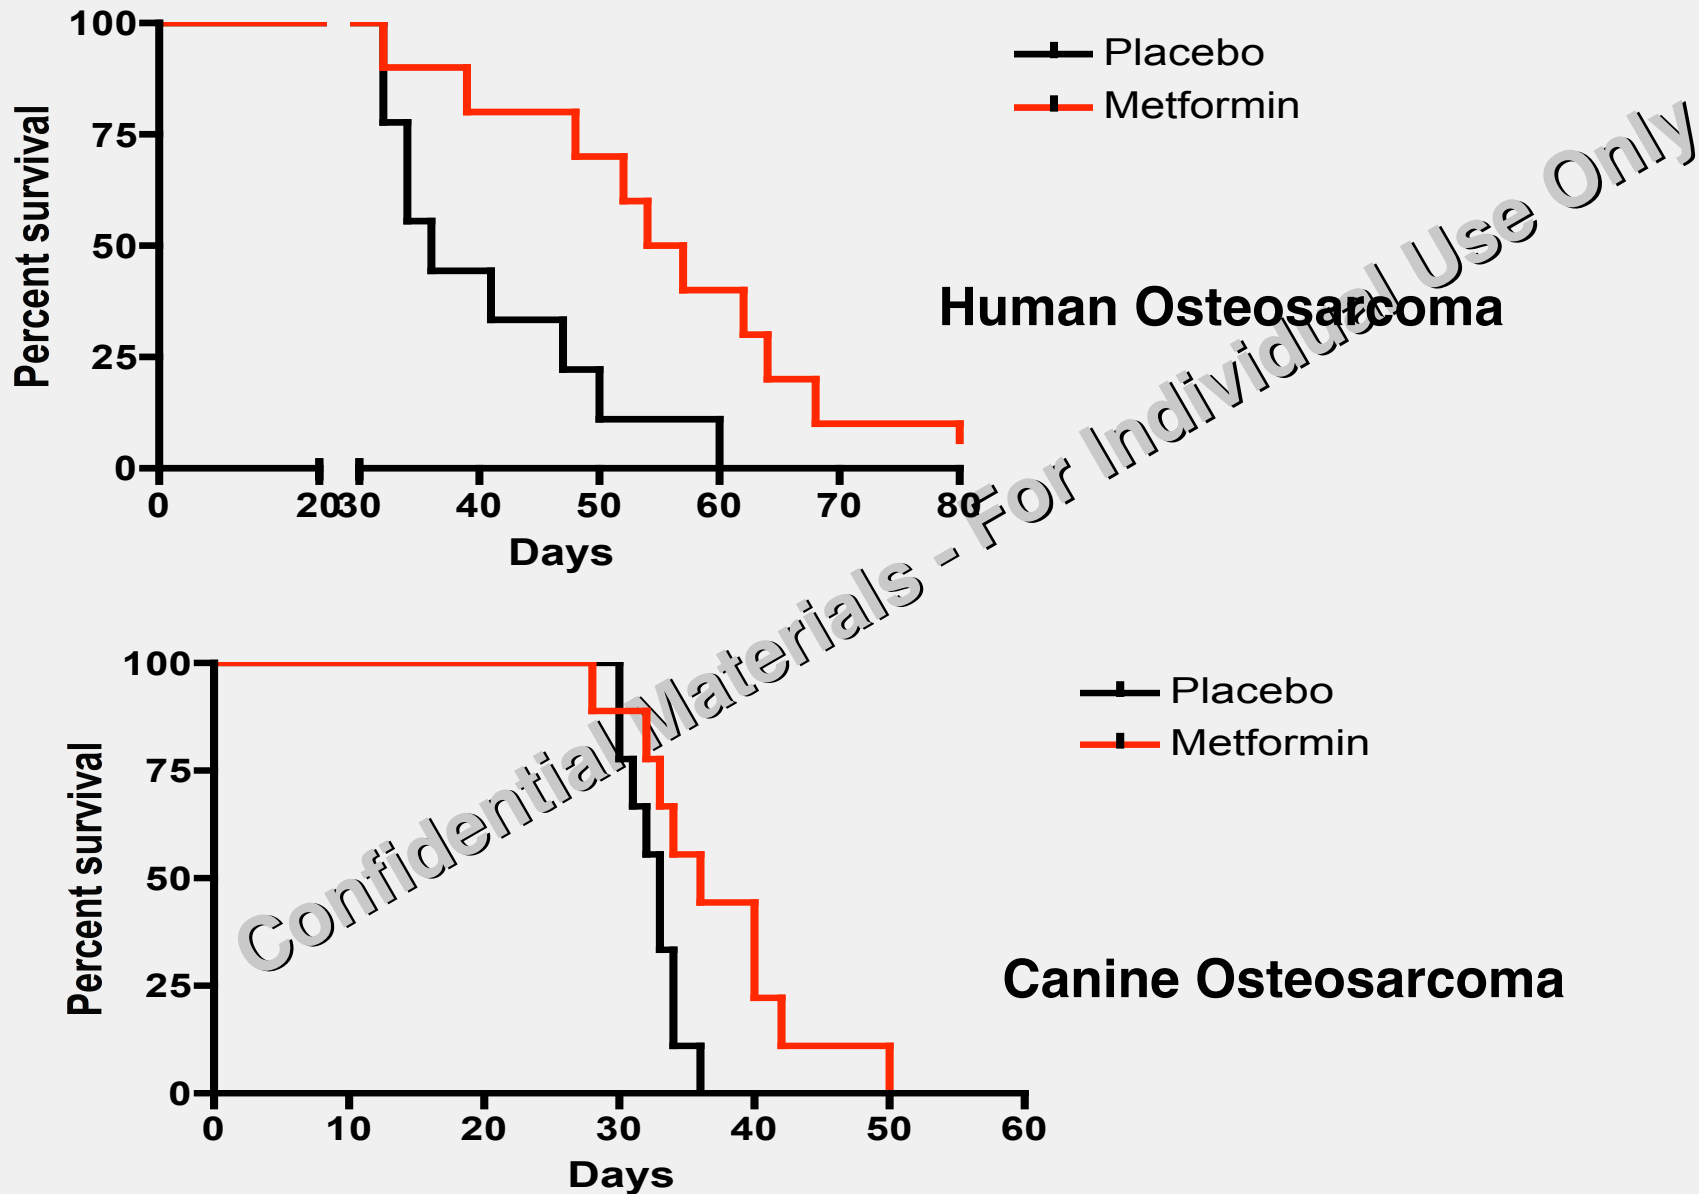 100
75
50
25
0
Percent survival
0 20 30 40 50 60 70 80
Days
Placebo
Metformin
Human Osteosarcoma
100
75
50
25
0
Percent survival
0 10 20 30 40 50 60
Days
Placebo
Metformin
Canine Osteosarcoma
Confidential Materials - For Individual Use Only